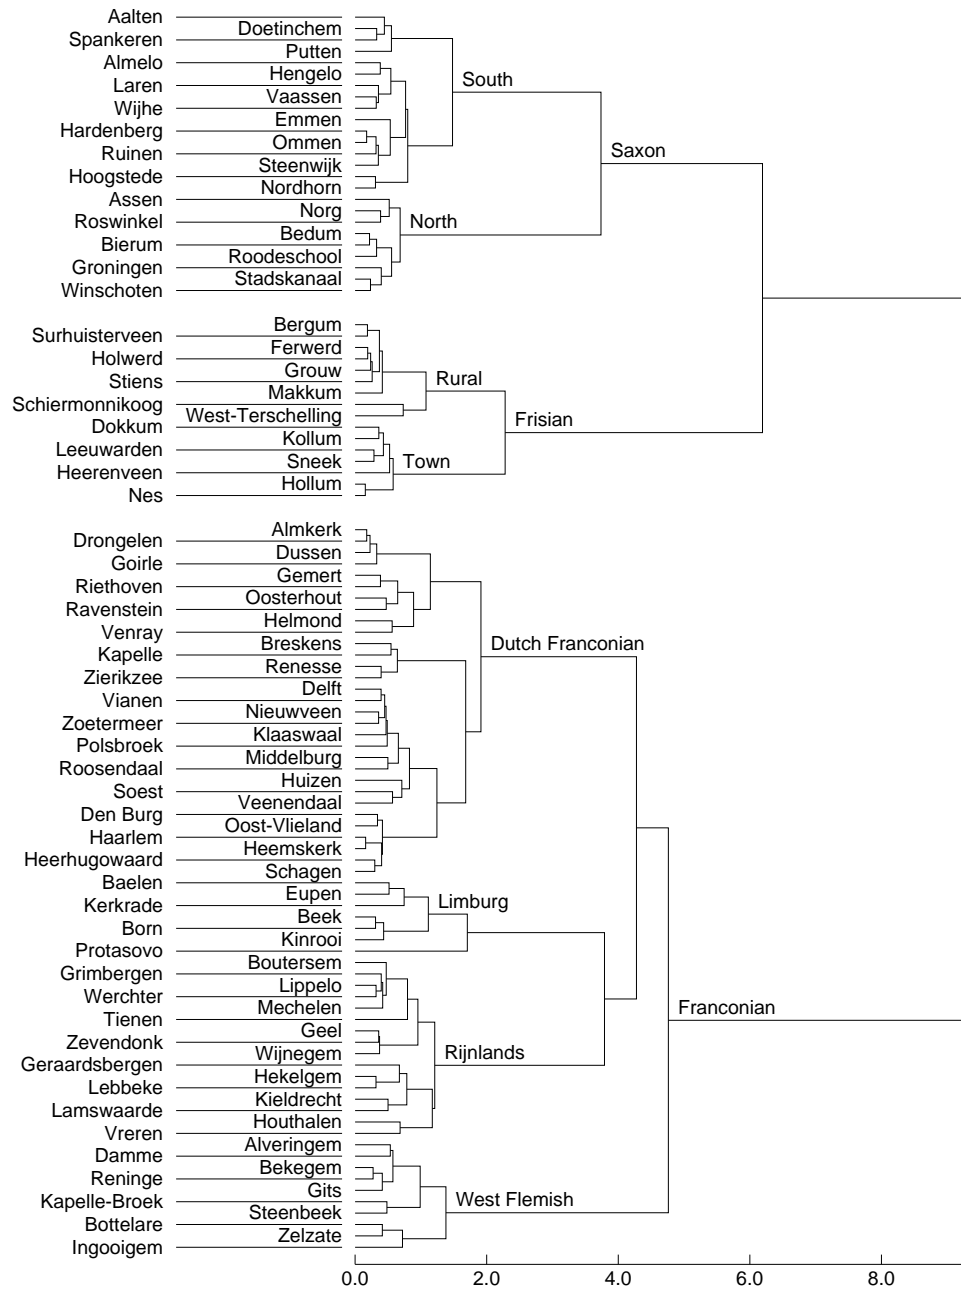 Aalten
Doetinchem
Spankeren
Putten
Almelo
Hengelo
South
Laren
Vaassen
Wijhe
Emmen
Hardenberg
Ommen
Saxon
Ruinen
Steenwijk
Hoogstede
Nordhorn
Assen
Norg
North
Roswinkel
Bedum
Bierum
Roodeschool
Groningen
Stadskanaal
Winschoten
Bergum
Surhuisterveen
Ferwerd
Holwerd
Grouw
Rural
Stiens
Makkum
Schiermonnikoog
West-Terschelling
Frisian
Dokkum
Kollum
Leeuwarden
Sneek
Town
Heerenveen
Hollum
Nes
Almkerk
Drongelen
Dussen
Goirle
Gemert
Riethoven
Oosterhout
Ravenstein
Helmond
Venray
Breskens
Dutch Franconian
Kapelle
Renesse
Zierikzee
Delft
Vianen
Nieuwveen
Zoetermeer
Klaaswaal
Polsbroek
Middelburg
Roosendaal
Huizen
Soest
Veenendaal
Den Burg
Oost-Vlieland
Haarlem
Heemskerk
Heerhugowaard
Schagen
Baelen
Eupen
Limburg
Kerkrade
Beek
Born
Kinrooi
Protasovo
Boutersem
Grimbergen
Lippelo
Werchter
Mechelen
Franconian
Tienen
Geel
Zevendonk
Wijnegem
Rijnlands
Geraardsbergen
Hekelgem
Lebbeke
Kieldrecht
Lamswaarde
Houthalen
Vreren
Alveringem
Damme
Bekegem
Reninge
Gits
West Flemish
Kapelle-Broek
Steenbeek
Bottelare
Zelzate
Ingooigem
0.0 2.0 4.0 6.0 8.0